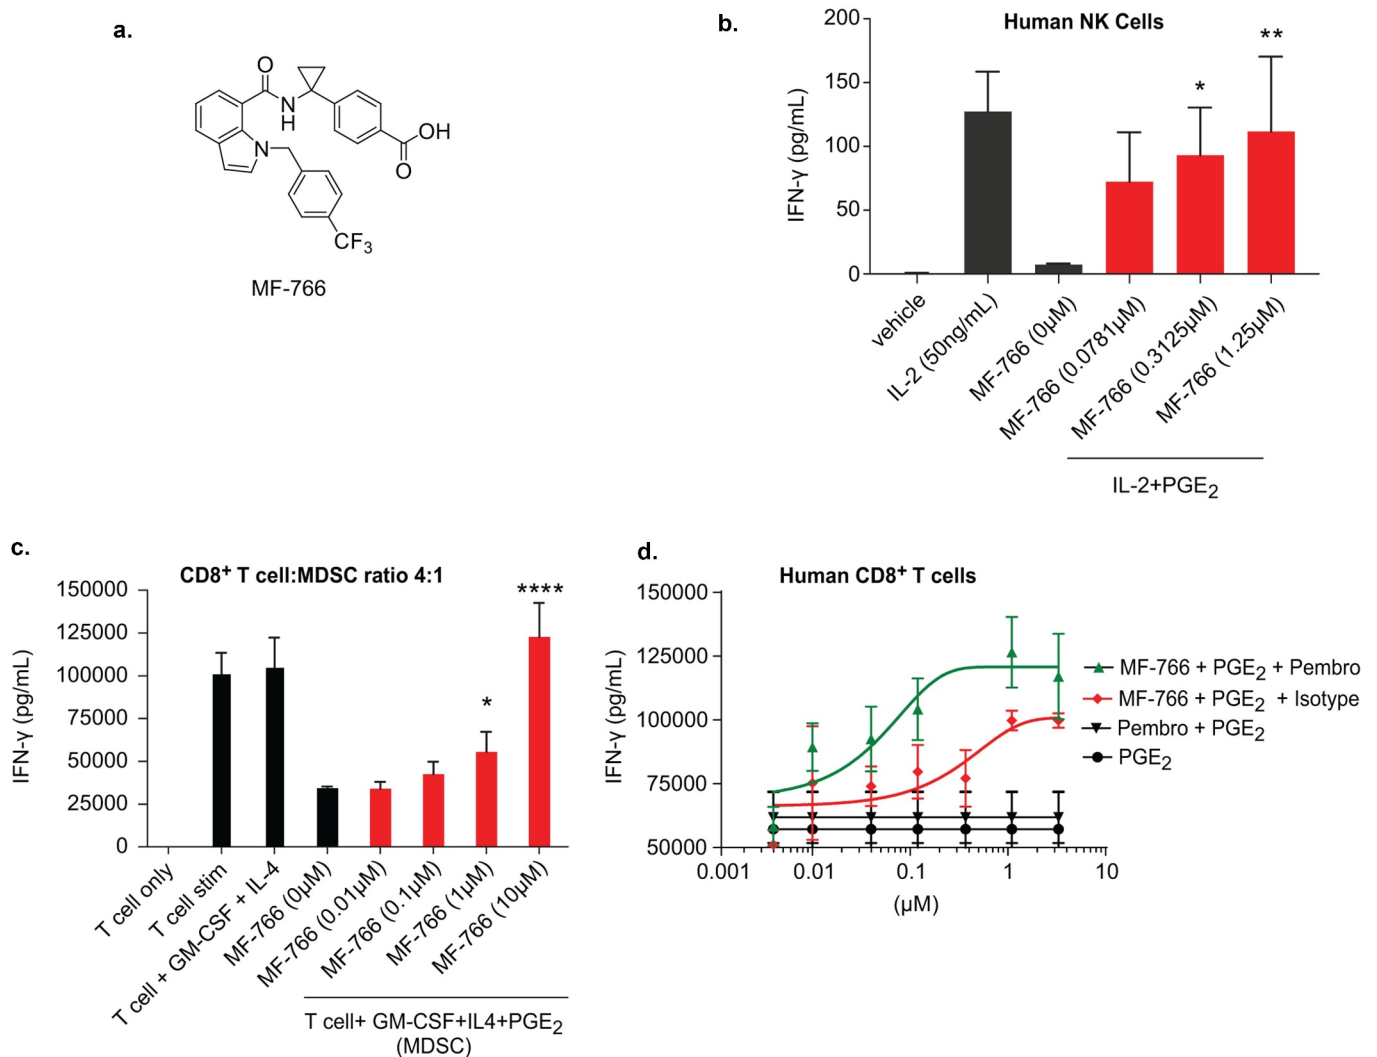 a.
O
N
H
OH
O
N
CF3
MF-766
b.
Human NK Cells
IFN-γ (pg/mL)
200
150
100
50
0
*
**
vehicle
IL-2 (50ng/mL)
MF-766 (0µM)
MF-766 (0.0781µM)
MF-766 (0.3125µM)
MF-766 (1.25µM)
IL-2+PGE2
c.
CD8+ T cell:MDSC ratio 4:1
IFN-γ (pg/mL)
150000
125000
100000
75000
50000
25000
0
*
****
T cell only
T cell stim
T cell + GM-CSF + IL-4
MF-766 (0µM)
MF-766 (0.01µM)
MF-766 (0.1µM)
MF-766 (1µM)
MF-766 (10µM)
T cell+ GM-CSF+IL4+PGE2
(MDSC)
d.
Human CD8+ T cells
IFN-γ (pg/mL)
150000
125000
100000
75000
50000
0.001
0.01
0.1
1
10
(µM)
MF-766 + PGE2 + Pembro
MF-766 + PGE2 + Isotype
Pembro + PGE2
PGE2